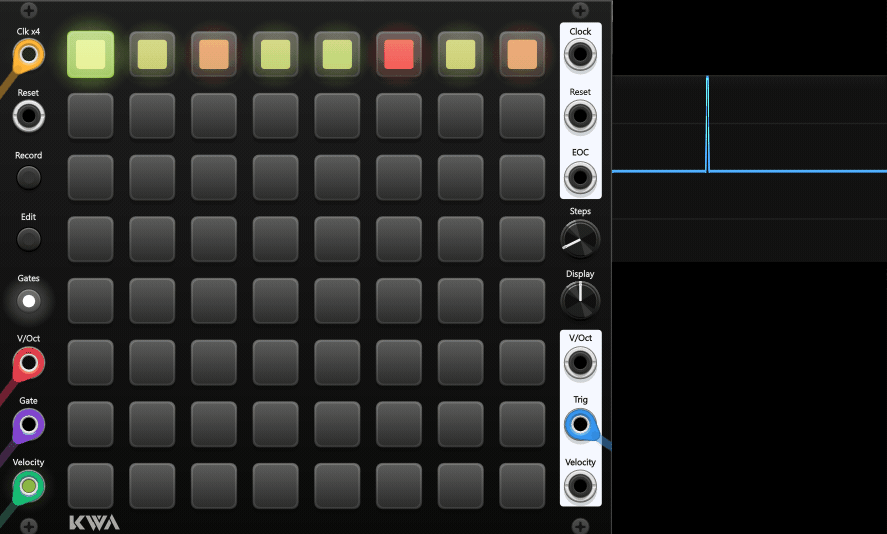 Clk x4
Clock
Reset
Reset
Record
EOC
Edit
Steps
Gates
Display
V/Oct
V/Oct
Gate
Trig
Velocity
Velocity
KWA